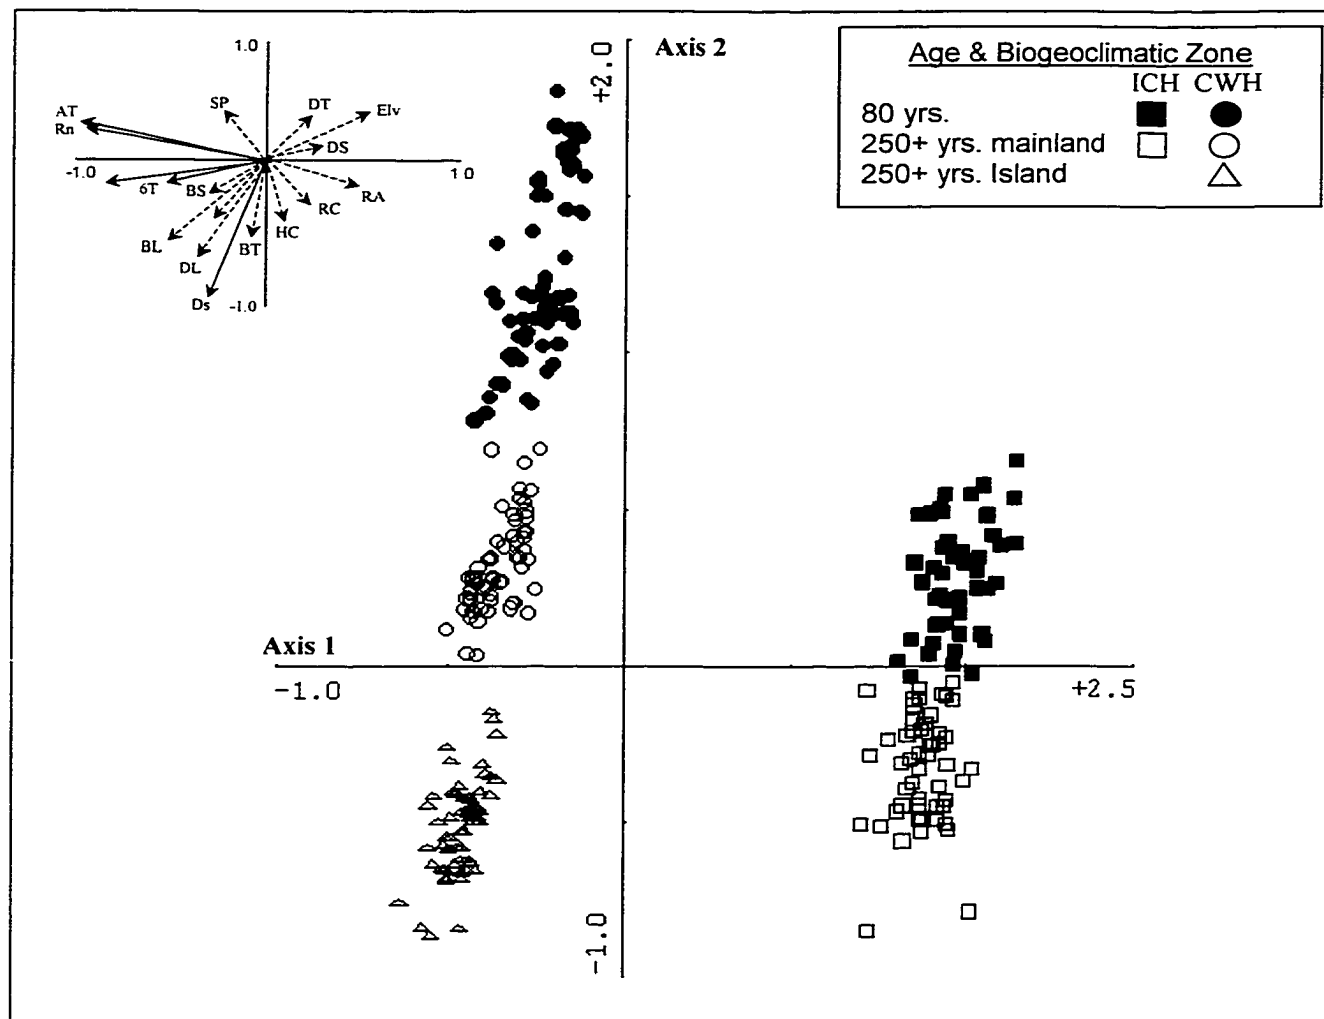 1.0
Axis 2
+2.0
Age & Biogeoclimatic Zone
ICH CWH
80 yrs.
250+ yrs. mainland
250+ yrs. Island
SP
DT
Elv
AT
Rn
DS
-1.0
1.0
6T
BS
RA
RC
HC
BL
BT
DL
Ds
-1.0
Axis 1
-1.0
+2.5
-1.0